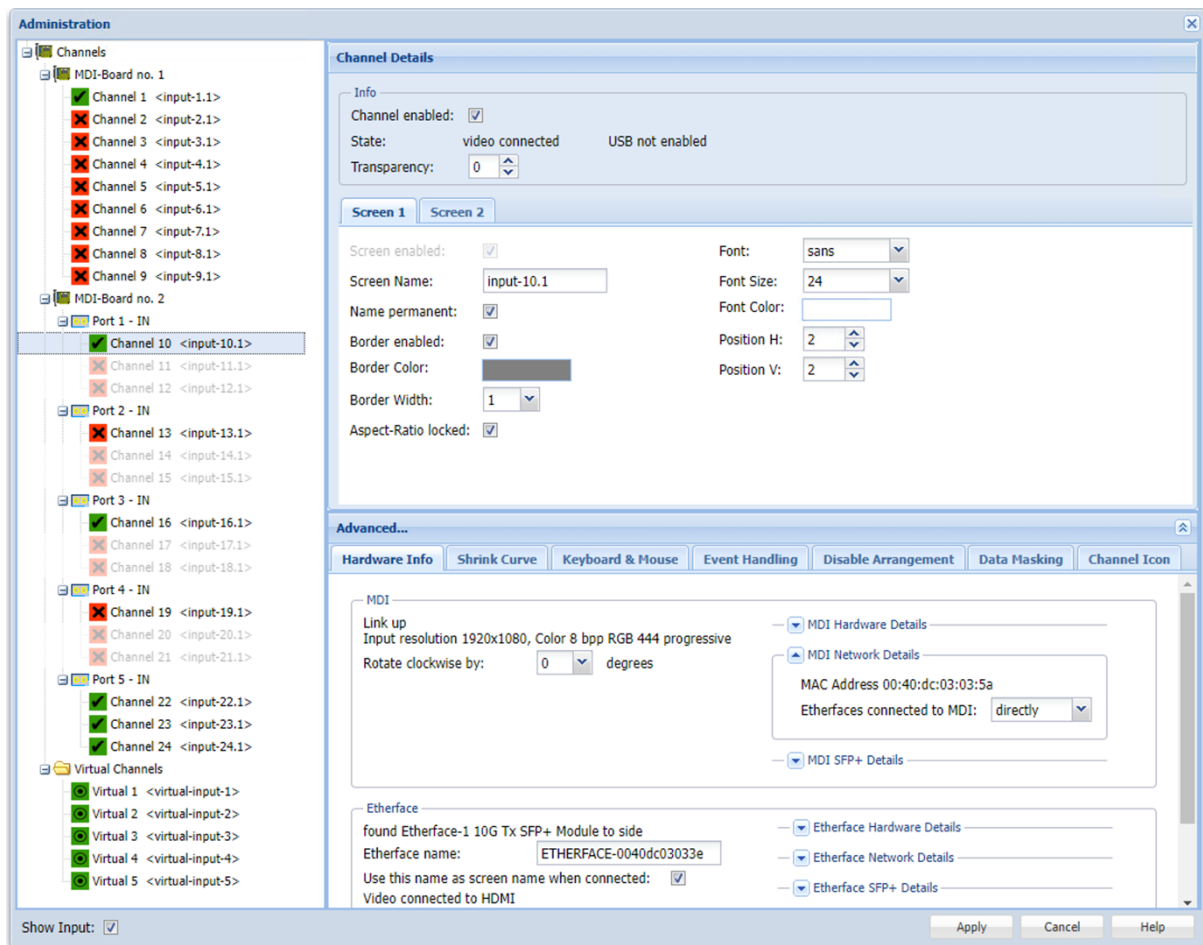 Administration
Channels
MDI-Board no. 1
Channel 1 <input-1.1>
Channel 2 <input-2.1>
Channel 3 <input-3.1>
Channel 4 <input-4.1>
Channel 5 <input-5.1>
Channel 6 <input-6.1>
Channel 7 <input-7.1>
Channel 8 <input-8.1>
Channel 9 <input-9.1>
MDI-Board no. 2
Port 1 - IN
Channel 10 <input-10.1>
Channel 11 <input-11.1>
Channel 12 <input-12.1>
Port 2 - IN
Channel 13 <input-13.1>
Channel 14 <input-14.1>
Channel 15 <input-15.1>
Port 3 - IN
Channel 16 <input-16.1>
Channel 17 <input-17.1>
Channel 18 <input-18.1>
Port 4 - IN
Channel 19 <input-19.1>
Channel 20 <input-20.1>
Channel 21 <input-21.1>
Port 5 - IN
Channel 22 <input-22.1>
Channel 23 <input-23.1>
Channel 24 <input-24.1>
Virtual Channels
Virtual 1 <virtual-input-1>
Virtual 2 <virtual-input-2>
Virtual 3 <virtual-input-3>
Virtual 4 <virtual-input-4>
Virtual 5 <virtual-input-5>
Channel Details
Info
Channel enabled:
State: video connected USB not enabled
Transparency: 0
Screen 1 Screen 2
Screen enabled:
Screen Name: input-10.1
Name permanent:
Border enabled:
Border Color:
Border Width: 1
Aspect-Ratio locked:
Font: sans
Font Size: 24
Font Color:
Position H: 2
Position V: 2
Advanced...
Hardware Info Shrink Curve Keyboard & Mouse Event Handling Disable Arrangement Data Masking Channel Icon
MDI
Link up
Input resolution 1920x1080, Color 8 bpp RGB 444 progressive
Rotate clockwise by: 0 degrees
MDI Hardware Details
MDI Network Details
MAC Address 00:40:dc:03:03:5a
Etherfaces connected to MDI: directly
MDI SFP+ Details
Etherface
found Etherface-1 10G Tx SFP+ Module to side
Etherface name: ETHERFACE-0040dc03033e
Use this name as screen name when connected:
Video connected to HDMI
Etherface Hardware Details
Etherface Network Details
Etherface SFP+ Details
Show Input:
Apply Cancel Help